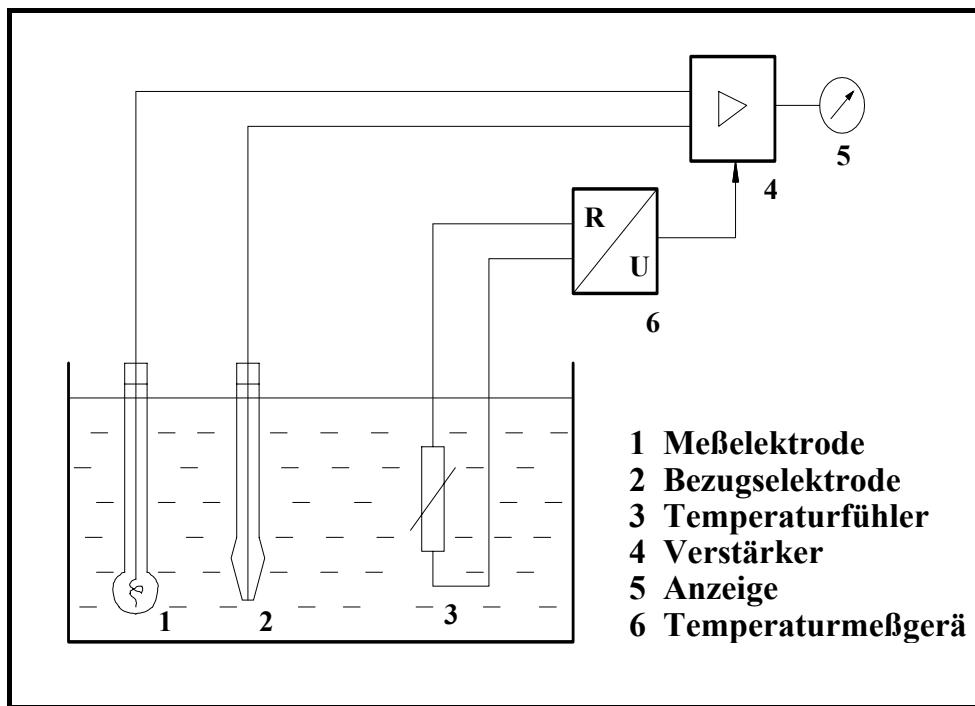 5
4
R
U
6
1 Meßelektrode
2 Bezugselektrode
3 Temperaturfühler
4 Verstärker
5 Anzeige
6 Temperaturmeßgerä
1 2 3